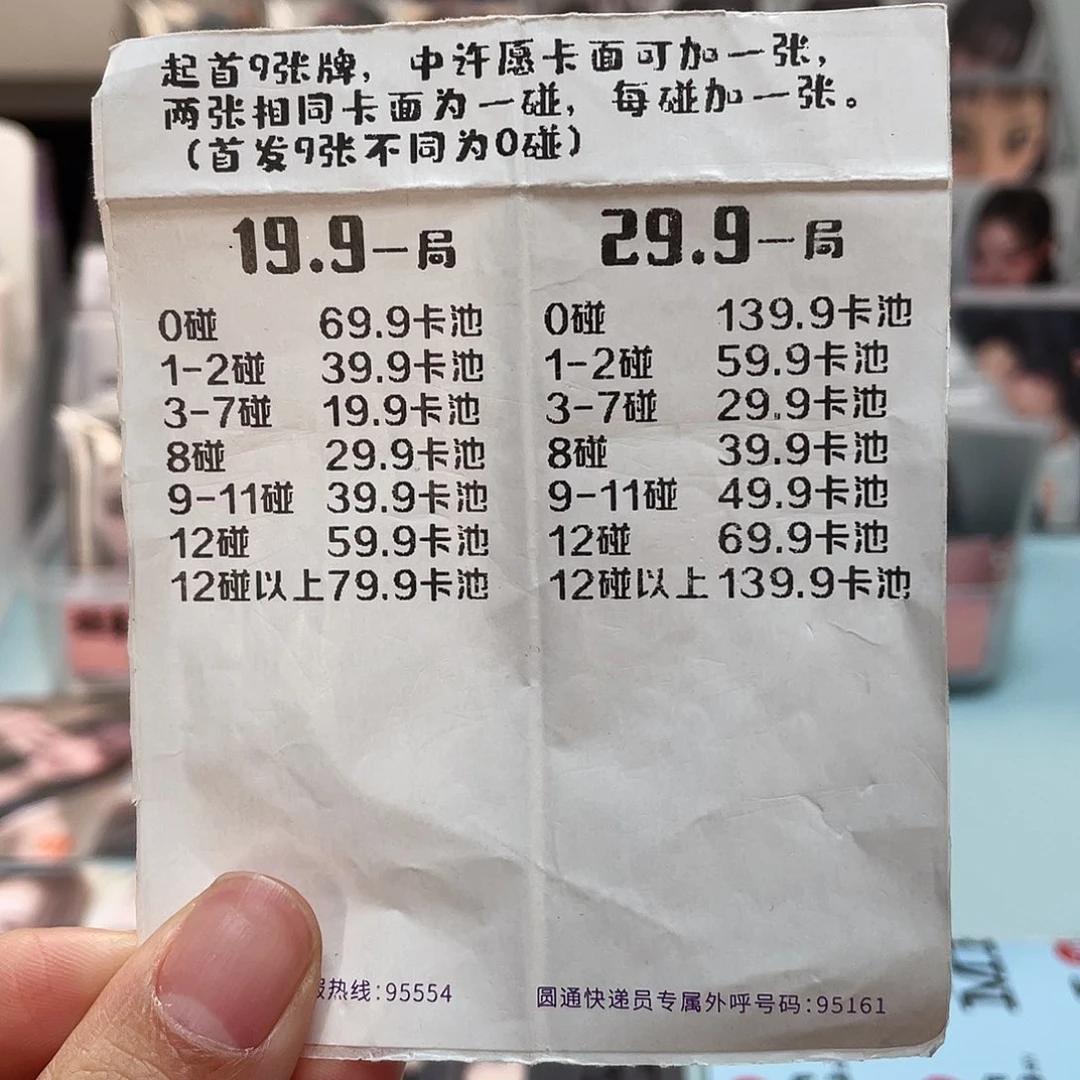 起首9张牌，中许愿卡面可加一张，
两张相同卡面为一碰，每碰加一张。
（首发9张不同为0碰）
19.9一局
0碰 69.9卡池
1-2碰 39.9卡池
3-7碰 19.9卡池
8碰 29.9卡池
9-11碰 39.9卡池
12碰 59.9卡池
12碰以上79.9卡池
29.9一局
0碰 139.9卡池
1-2碰 59.9卡池
3-7碰 29.9卡池
8碰 39.9卡池
9-11碰 49.9卡池
12碰 69.9卡池
12碰以上139.9卡池
热线:95554
圆通快递员专属外呼号码:95161